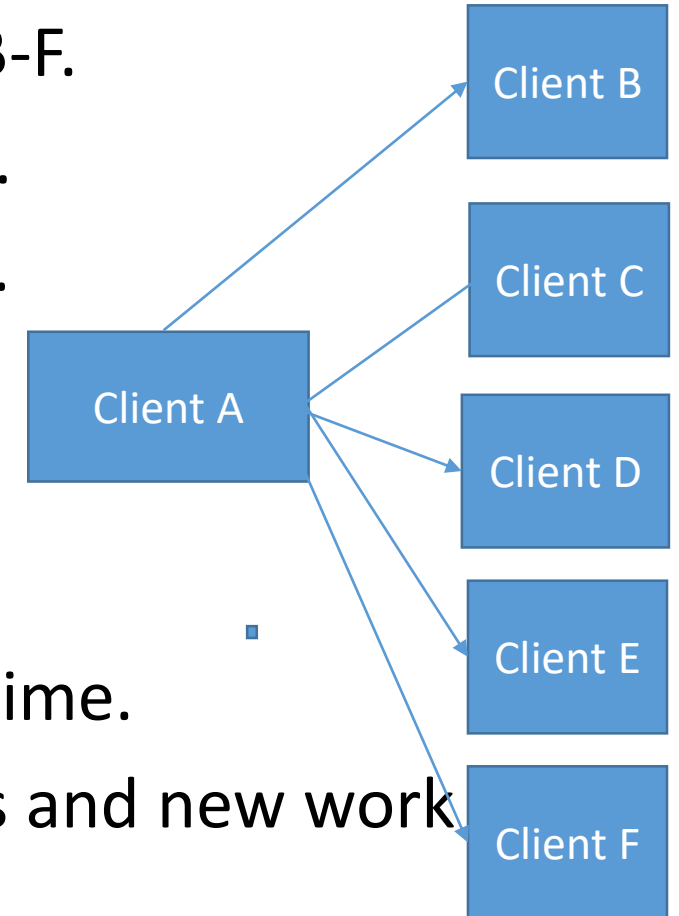 B-F.
Client B
.
Client C
.
Client A
Client D
Client E
ime.
s and new work
Client F